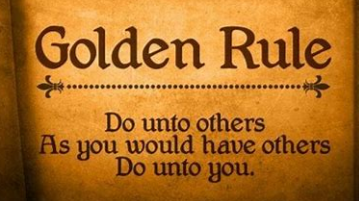 Golden Rule
Do unto others
As you would have others
Do unto you.